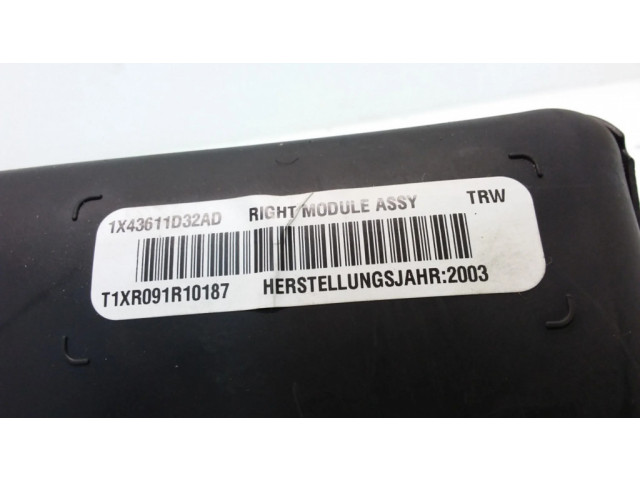 1X43611D32AD RIGHT MODULE ASSY TRW
T1XR091R10187 HERSTELLUNGSJAHR:2003